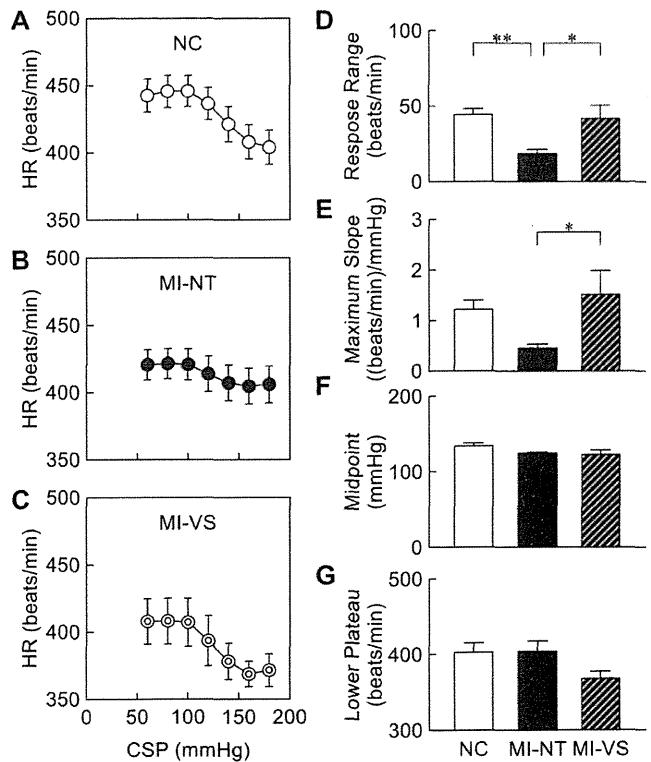 A
NC
HR (beats/min)
500
450
400
350
B
MI-NT
HR (beats/min)
500
450
400
350
C
MI-VS
HR (beats/min)
500
450
400
350
0 50 100 150 200
CSP (mmHg)
D
Respose Range
(beats/min)
100
50
0
** *
E
Maximum Slope
((beats/min)/mmHg)
3
2
1
0
*
F
Midpoint
(mmHg)
200
100
0
G
Lower Plateau
(beats/min)
500
400
300
NC MI-NT MI-VS